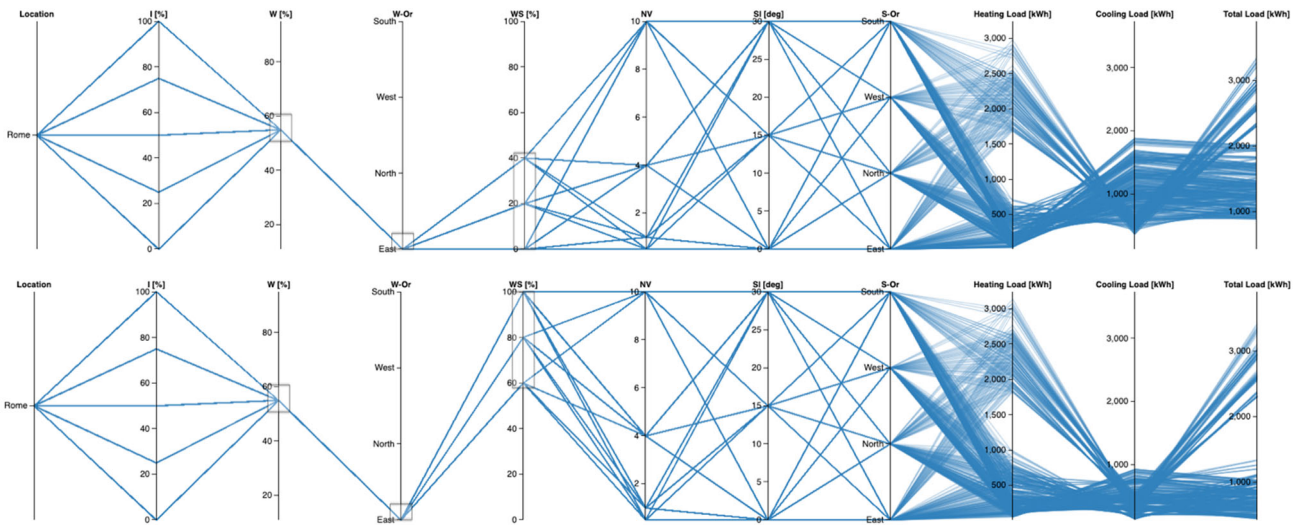 Location I [%] W [%] W-Or WS [%] NV SI [deg] S-Or Heating Load [kWh] Cooling Load [kWh] Total Load [kWh]
100 South 100 10 30 South
3,000
80 80 80 8 25 3,000
West 20 West 2,500 3,000
60 60 60 6 2,000 2,000
Rome 15 2,000
40 40 40 4 1,500
North 10 North 1,000 1,000
20 20 20 2 5 500 1,000
0 East 0 0 0 East
Location I [%] W [%] W-Or WS [%] NV SI [deg] S-Or Heating Load [kWh] Cooling Load [kWh] Total Load [kWh]
100 South 100 10 30 South
3,000
80 80 80 8 25 3,000
West 20 West 2,500 3,000
60 60 60 6 2,000 2,000
Rome 15 2,000
40 40 40 4 1,500
North 10 North 1,000 1,000
20 20 20 2 5 500 1,000
0 East 0 0 0 East